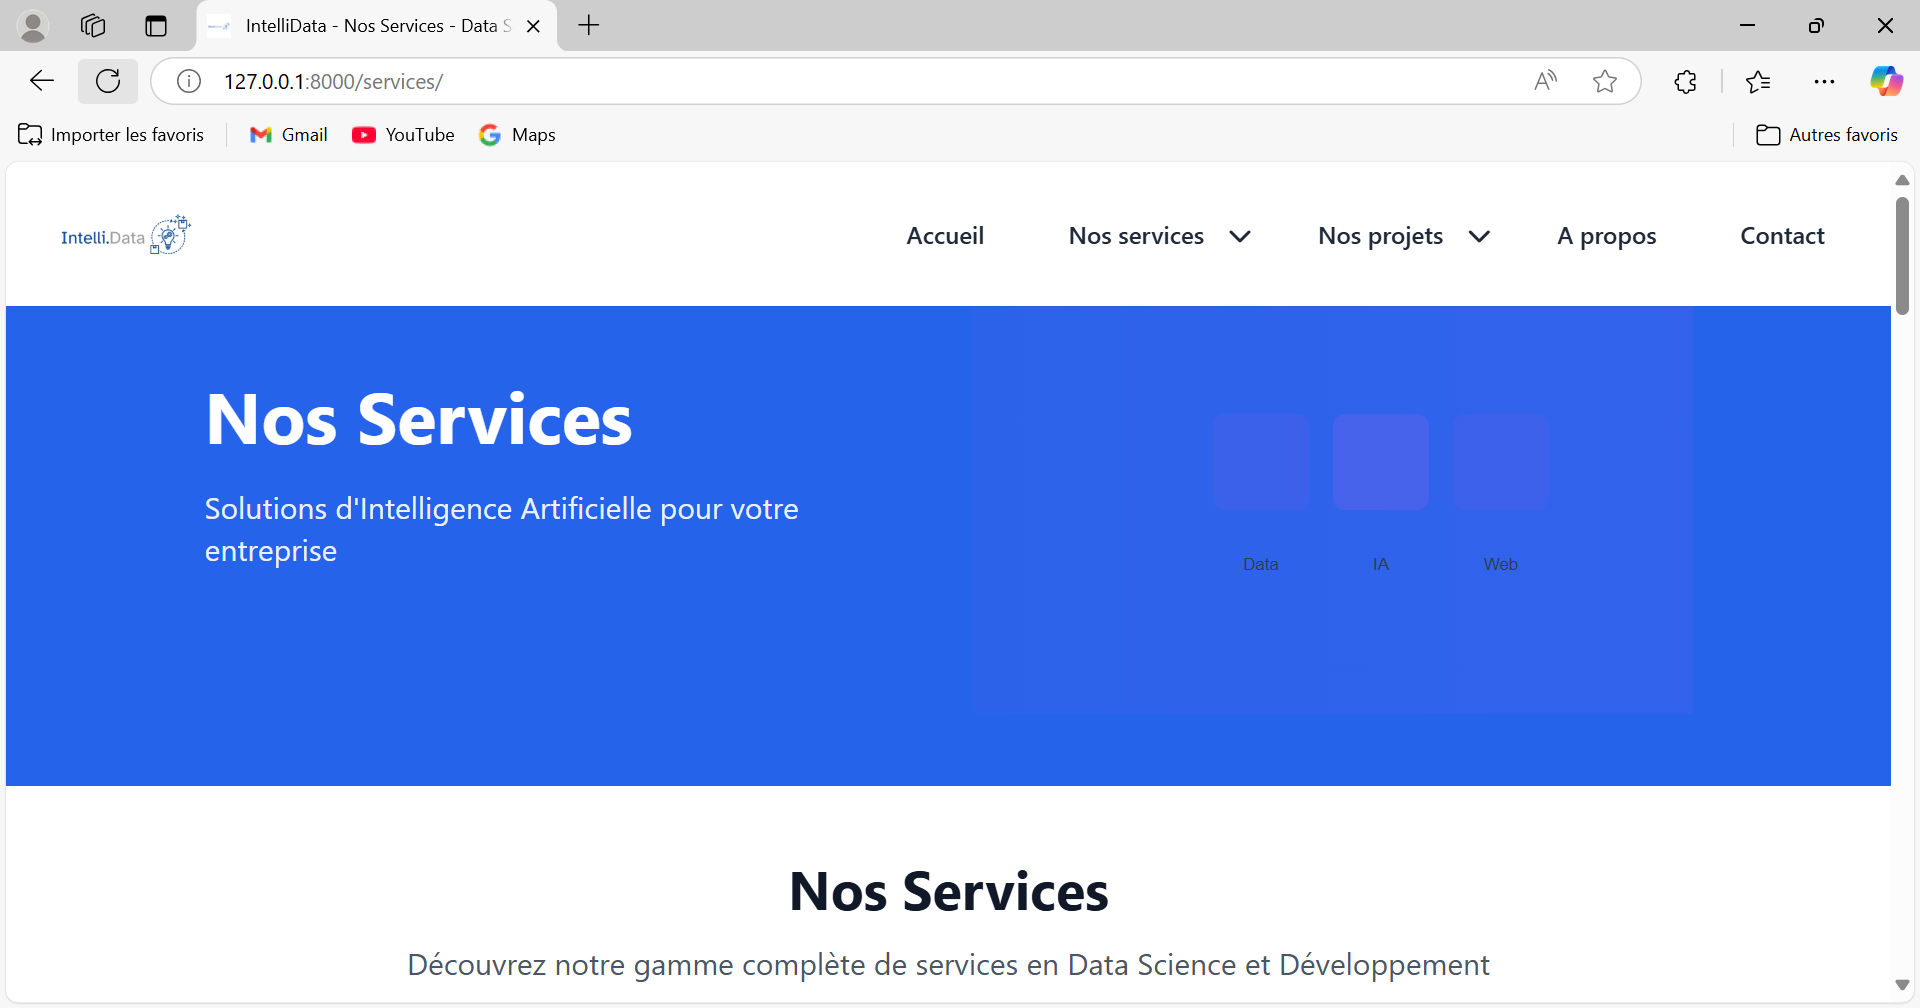 IntelliData - Nos Services - Data S
127.0.0.1:8000/services/
Importer les favoris
Gmail
YouTube
Maps
Autres favoris
Intelli.Data
Accueil
Nos services
Nos projets
A propos
Contact
Nos Services
Solutions d'Intelligence Artificielle pour votre
entreprise
Data
IA
Web
Nos Services
Découvrez notre gamme complète de services en Data Science et Développement